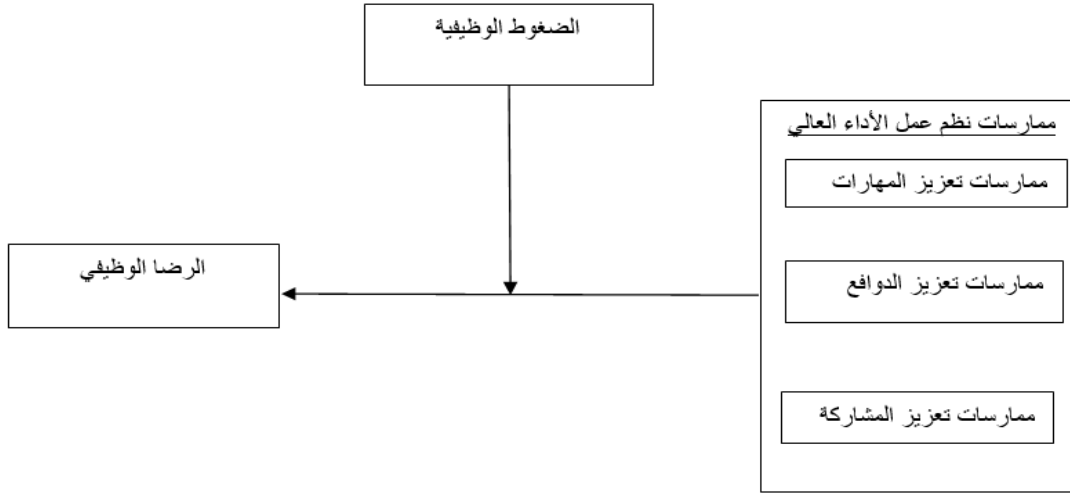 الضغوط الوظيفية
ممارسات نظم عمل الأداء العالي
ممارسات تعزيز المهارات
الرضا الوظيفي
ممارسات تعزيز الدوافع
ممارسات تعزيز المشاركة